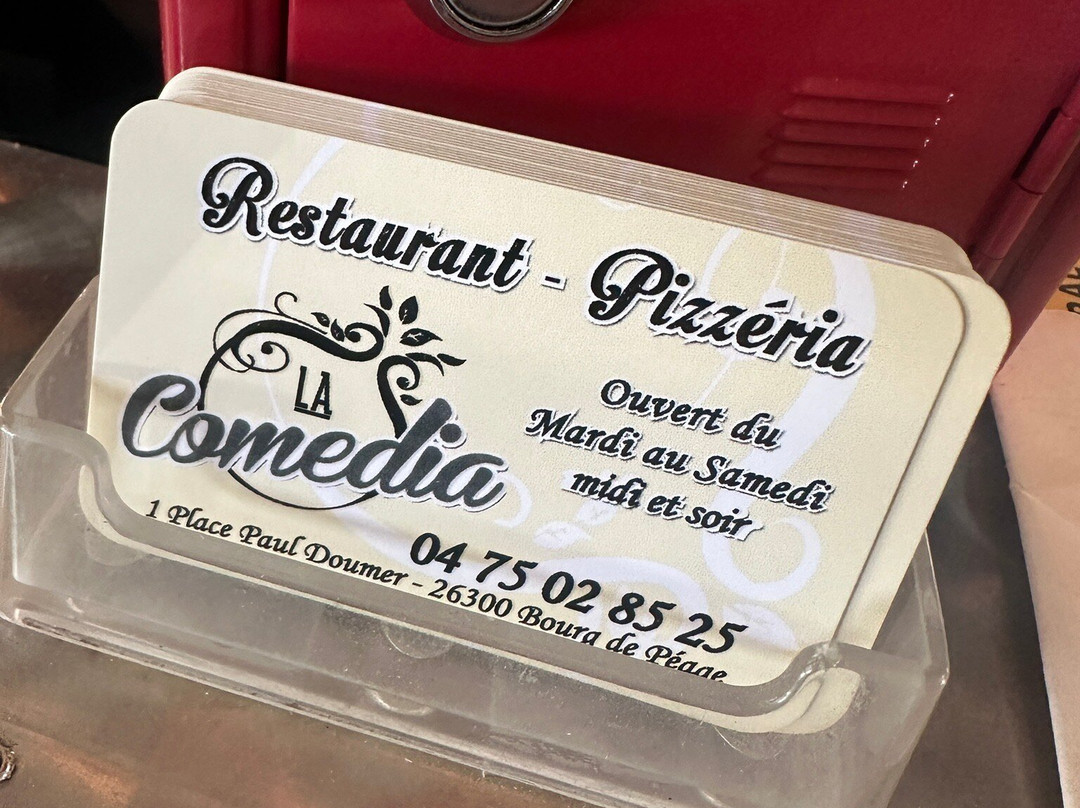 Restaurant - Pizzéria
LA
Comedia
Ouvert du
Mardi au Samedi
midi et soir
04 75 02 85 25
1 Place Paul Doumer - 26300 Bourg de Péage